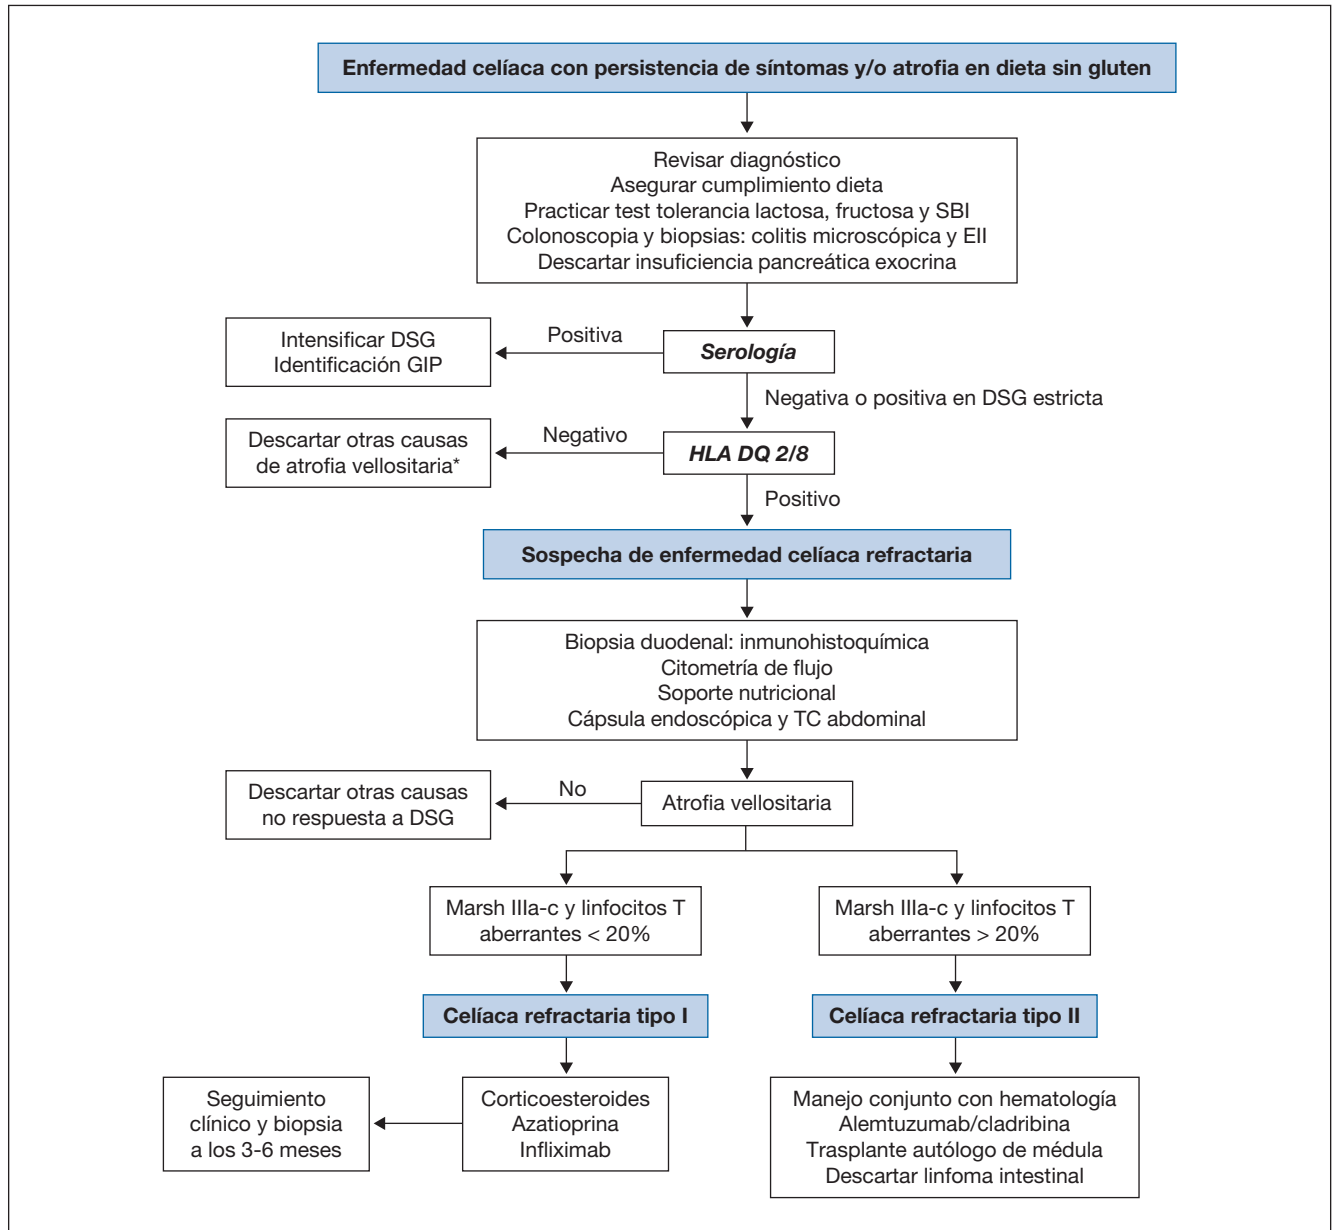 Enfermedad celíaca con persistencia de síntomas y/o atrofia en dieta sin gluten
Revisar diagnóstico
Asegurar cumplimiento dieta
Practicar test tolerancia lactosa, fructosa y SBI
Colonoscopia y biopsias: colitis microscópica y EII
Descartar insuficiencia pancreática exocrina
Intensificar DSG
Identificación GIP
Positiva
Serología
Negativa o positiva en DSG estricta
Descartar otras causas
de atrofia vellositaria*
Negativo
HLA DQ 2/8
Positivo
Sospecha de enfermedad celíaca refractaria
Biopsia duodenal: inmunohistoquímica
Citometría de flujo
Soporte nutricional
Cápsula endoscópica y TC abdominal
Descartar otras causas
no respuesta a DSG
No
Atrofia vellositaria
Marsh IIIa-c y linfocitos T
aberrantes < 20%
Marsh IIIa-c y linfocitos T
aberrantes > 20%
Celíaca refractaria tipo I
Celíaca refractaria tipo II
Seguimiento
clínico y biopsia
a los 3-6 meses
Corticoesteroides
Azatioprina
Infliximab
Manejo conjunto con hematología
Alemtuzumab/cladribina
Trasplante autólogo de médula
Descartar linfoma intestinal